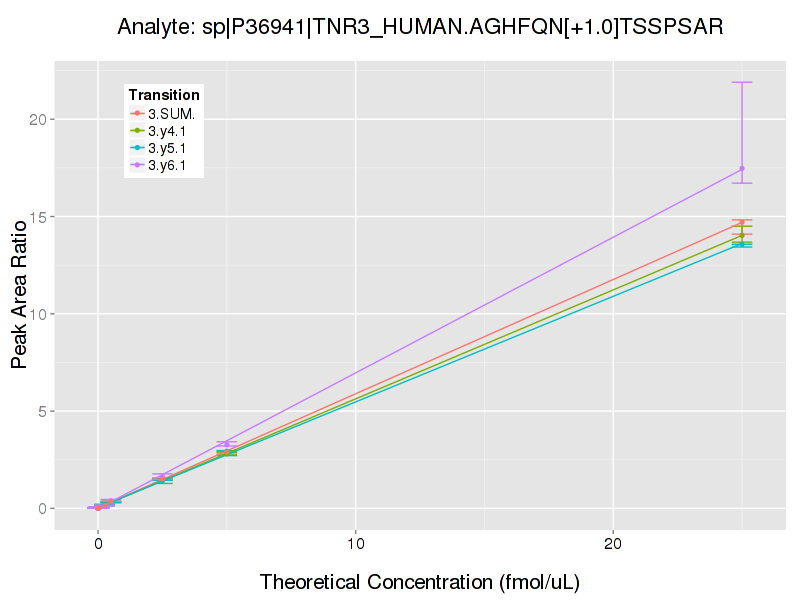 Analyte: sp|P36941|TNR3_HUMAN.AGHFQN[+1.0]TSSPSAR
Transition
3.SUM.
3.y4.1
3.y5.1
3.y6.1
20
15
10
5
0
Peak Area Ratio
0 10 20
Theoretical Concentration (fmol/uL)